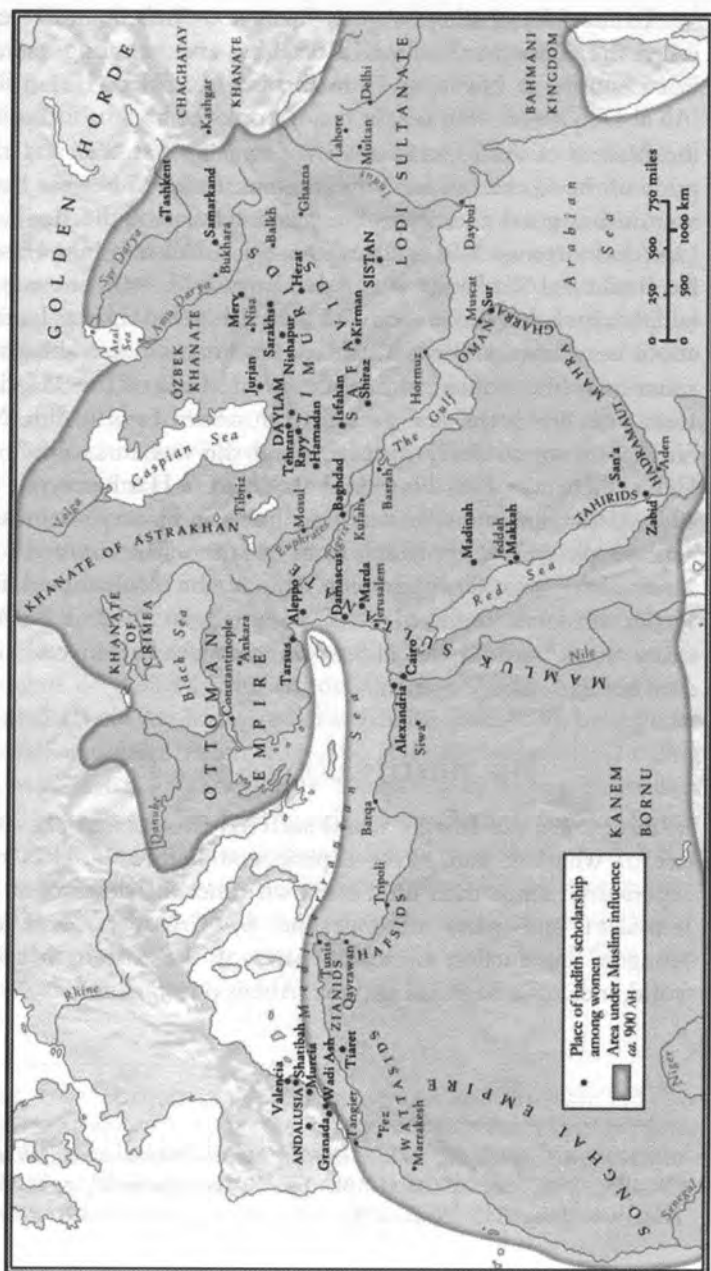 GOLDEN HORDE
CHAGHATAY
KHANATE
Kashgar
Tashkent
Syr Darya
Aral Sea
Samarkand
Bukhara
Amu Darya
ÖZBEK
KHANATE
Balkh
Ghazna
Lahore
Multan
Delhi
Indus
LODI SULTANATE
BAHMANI
KINGDOM
Daybul
Arabian
Sea
Merv
Nisa
Sarakhs
Herat
SISTAN
Nishapur
TIMURIDS
Jurjan
DAYLAM
Tehran
Rayy
Hamadan
Isfahan
Kirman
Shiraz
SAFAVIDS
Hormuz
The Gulf
Muscat
Sur
OMAN
MAHRA
GHARRA
HADRAMAUT
Aden
San'a
Zabid
TAHIRIDS
Volga
Caspian Sea
KHANATE OF ASTRAKHAN
Tibriz
Mosul
Euphrates
Tigris
Baghdad
Kufah
Basrah
Madinah
Jeddah
Makkah
Red Sea
KHANATE
OF
CRIMEA
Black Sea
Danube
OTTOMAN
EMPIRE
Constantinople
Ankara
Tarsus
Aleppo
Damascus
Marda
Jerusalem
Cairo
Alexandria
Siwa
MAMLUK
SULTANATE
Nile
Barqa
Tripoli
HAFSIDS
Tunis
Qayrawan
ZIANIDS
Tiaret
Rhine
Valencia
Shatibah
ANDALUSIA
Murcia
Granada
Wadi Ash
Tangier
Fez
WATTASIDS
Marrakesh
KANEM
BORNU
SONGHAI EMPIRE
Niger
Senegal
0 250 500 750 miles
0 500 1000 km
Place of hadith scholarship
among women
Area under Muslim influence
ca. 900 AH